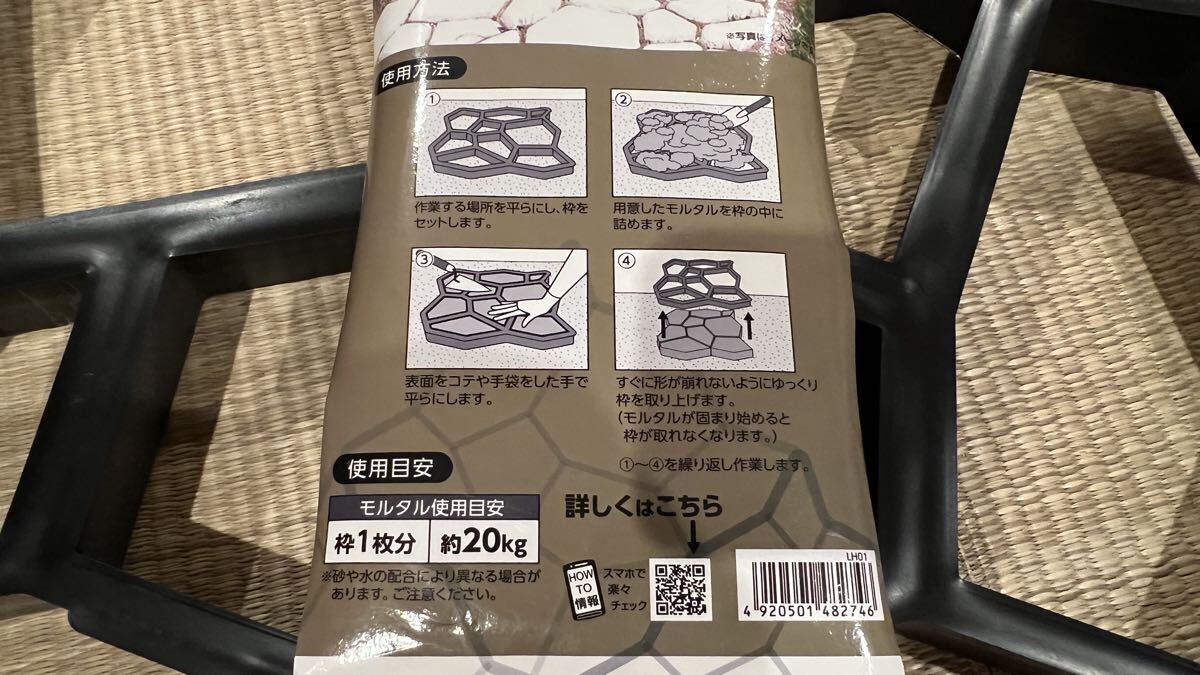 ※写真は
使用方法
①
作業する場所を平らにし、枠を
セットします。
②
用意したモルタルを枠の中に
詰めます。
③
表面をコテや手袋をした手で
平らにします。
④
すぐに形が崩れないようにゆっくり
枠を取り上げます。
(モルタルが固まり始めると
枠が取れなくなります。)
①~④を繰り返し作業します。
使用目安
モルタル使用目安
枠1枚分 約20kg
※砂や水の配合により異なる場合が
あります。ご注意ください。
詳しくはこちら
HOW
TO
情報
スマホで
楽々
チェック
LH01
4 920501 482746